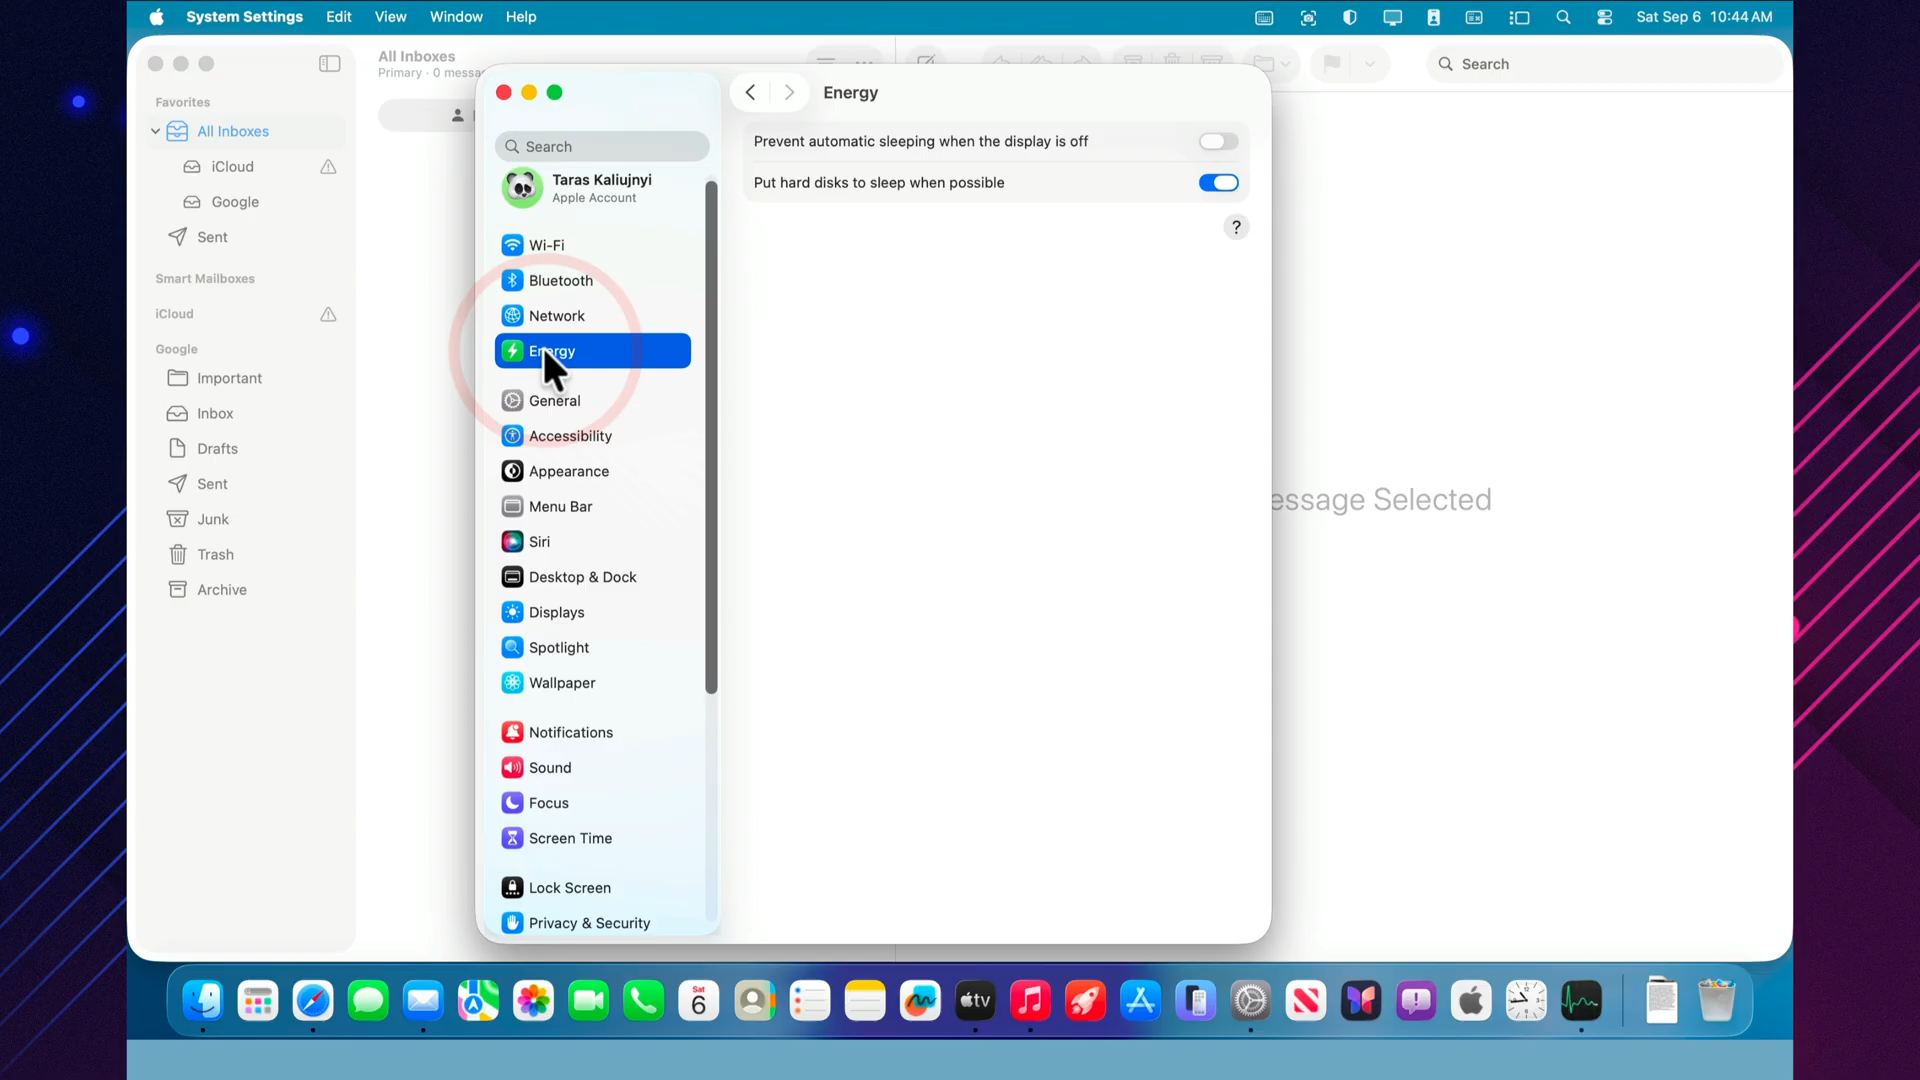 System Settings Edit View Window Help
Sat Sep 6 10:44 AM
All Inboxes
Primary · 0 messa
Search
Favorites
All Inboxes
iCloud
Google
Sent
Smart Mailboxes
iCloud
Google
Important
Inbox
Drafts
Sent
Junk
Trash
Archive
Search
Taras Kaliujnyi
Apple Account
Wi-Fi
Bluetooth
Network
Energy
General
Accessibility
Appearance
Menu Bar
Siri
Desktop & Dock
Displays
Spotlight
Wallpaper
Notifications
Sound
Focus
Screen Time
Lock Screen
Privacy & Security
Energy
Prevent automatic sleeping when the display is off
Put hard disks to sleep when possible
?
essage Selected
Sat
6
tv